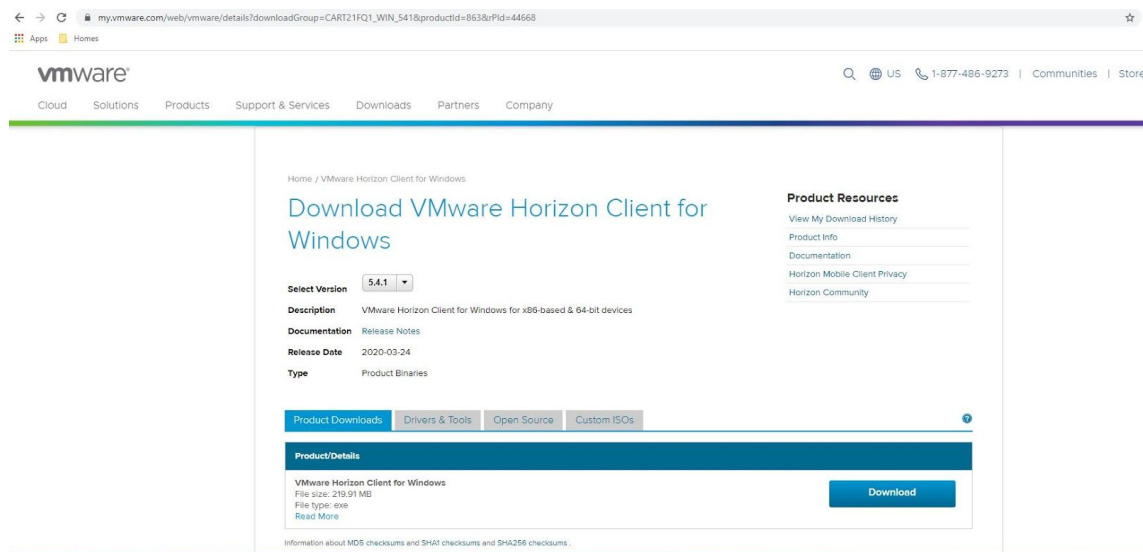 my.vmware.com/web/vmware/details?downloadGroup=CART21FQ1_WIN_541&productId=863&rPId=44668
Apps Homes
vmware
US 1-877-486-9273 | Communities | Store
Cloud Solutions Products Support & Services Downloads Partners Company
Home / VMware Horizon Client for Windows
Download VMware Horizon Client for
Windows
Select Version 5.4.1
Description VMware Horizon Client for Windows for x86-based & 64-bit devices
Documentation Release Notes
Release Date 2020-03-24
Type Product Binaries
Product Resources
View My Download History
Product Info
Documentation
Horizon Mobile Client Privacy
Horizon Community
Product Downloads Drivers & Tools Open Source Custom ISOs
?
Product/Details
VMware Horizon Client for Windows
File size: 219.91 MB
File type: exe
Read More
Download
Information about MD5 checksums and SHA1 checksums and SHA256 checksums .